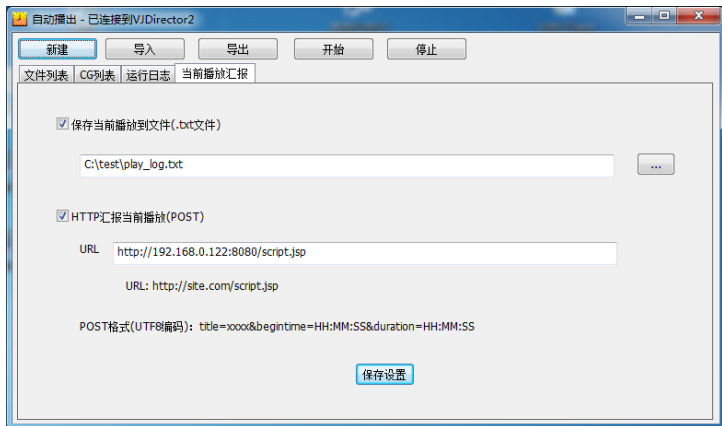 自动播出 - 已连接到VJDirector2
新建 导入 导出 开始 停止
文件列表 CG列表 运行日志 当前播放汇报
保存当前播放到文件(.txt文件)
C:\test\play_log.txt ...
HTTP汇报当前播放(POST)
URL http://192.168.0.122:8080/script.jsp
URL: http://site.com/script.jsp
POST格式(UTF8编码)：title=xxxx&begintime=HH:MM:SS&duration=HH:MM:SS
保存设置